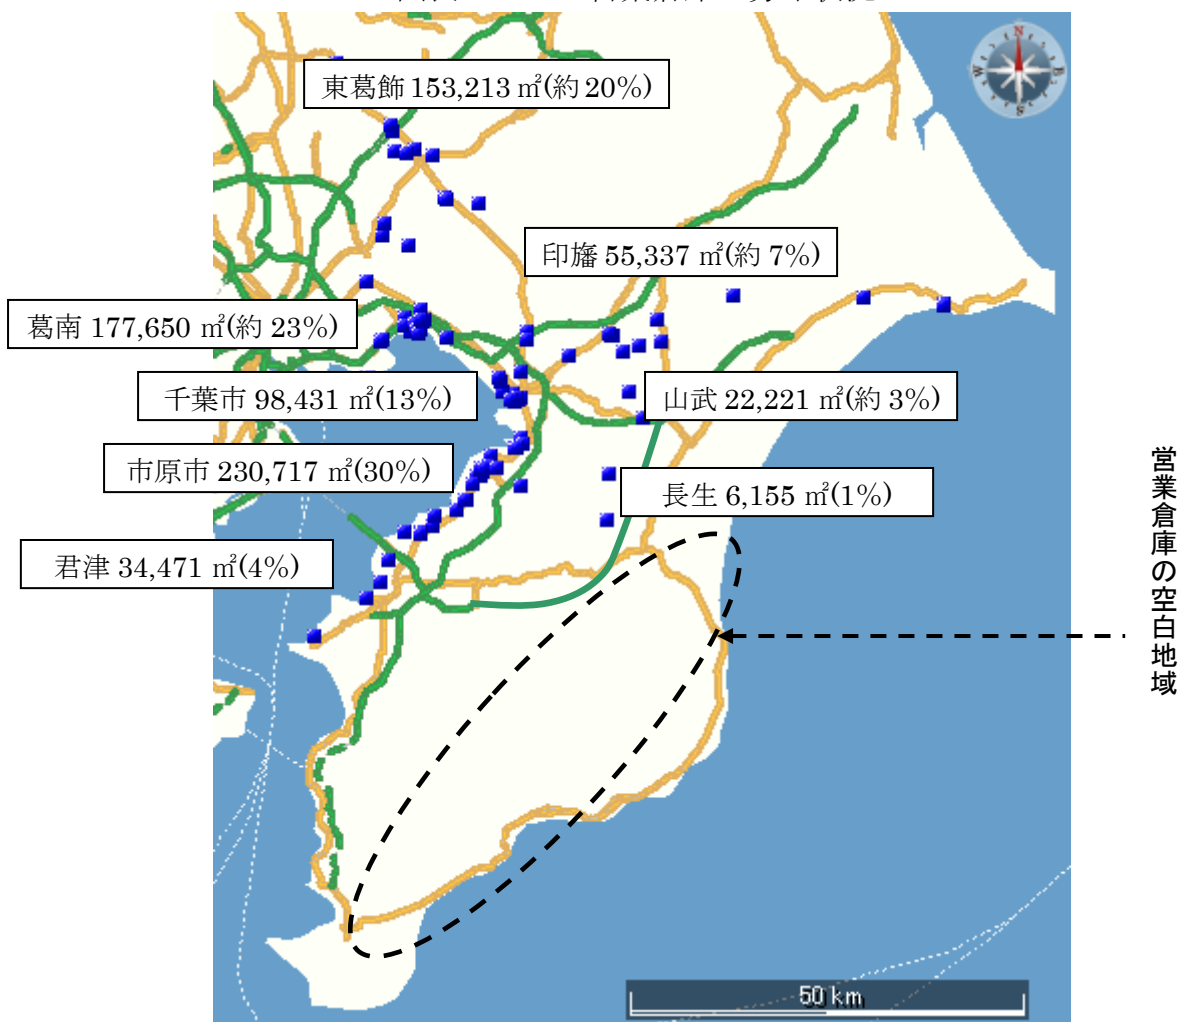 東葛飾 153,213 ㎡(約 20%)
印旛 55,337 ㎡(約 7%)
葛南 177,650 ㎡(約 23%)
千葉市 98,431 ㎡(13%)
山武 22,221 ㎡(約 3%)
市原市 230,717 ㎡(30%)
長生 6,155 ㎡(1%)
君津 34,471 ㎡(4%)
営業倉庫の空白地域
N
W
S
50 km